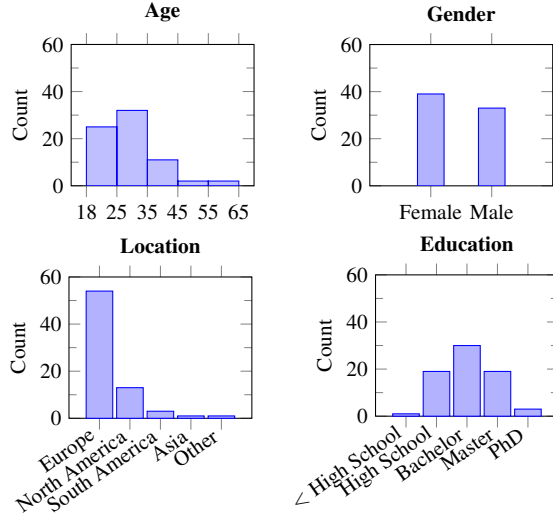 Age
Count
60
40
20
0
18 25 35 45 55 65
Gender
Count
60
40
20
0
Female Male
Location
Count
60
40
20
0
Europe
North America
South America
Asia
Other
Education
Count
60
40
20
0
< High School
High School
Bachelor
Master
PhD